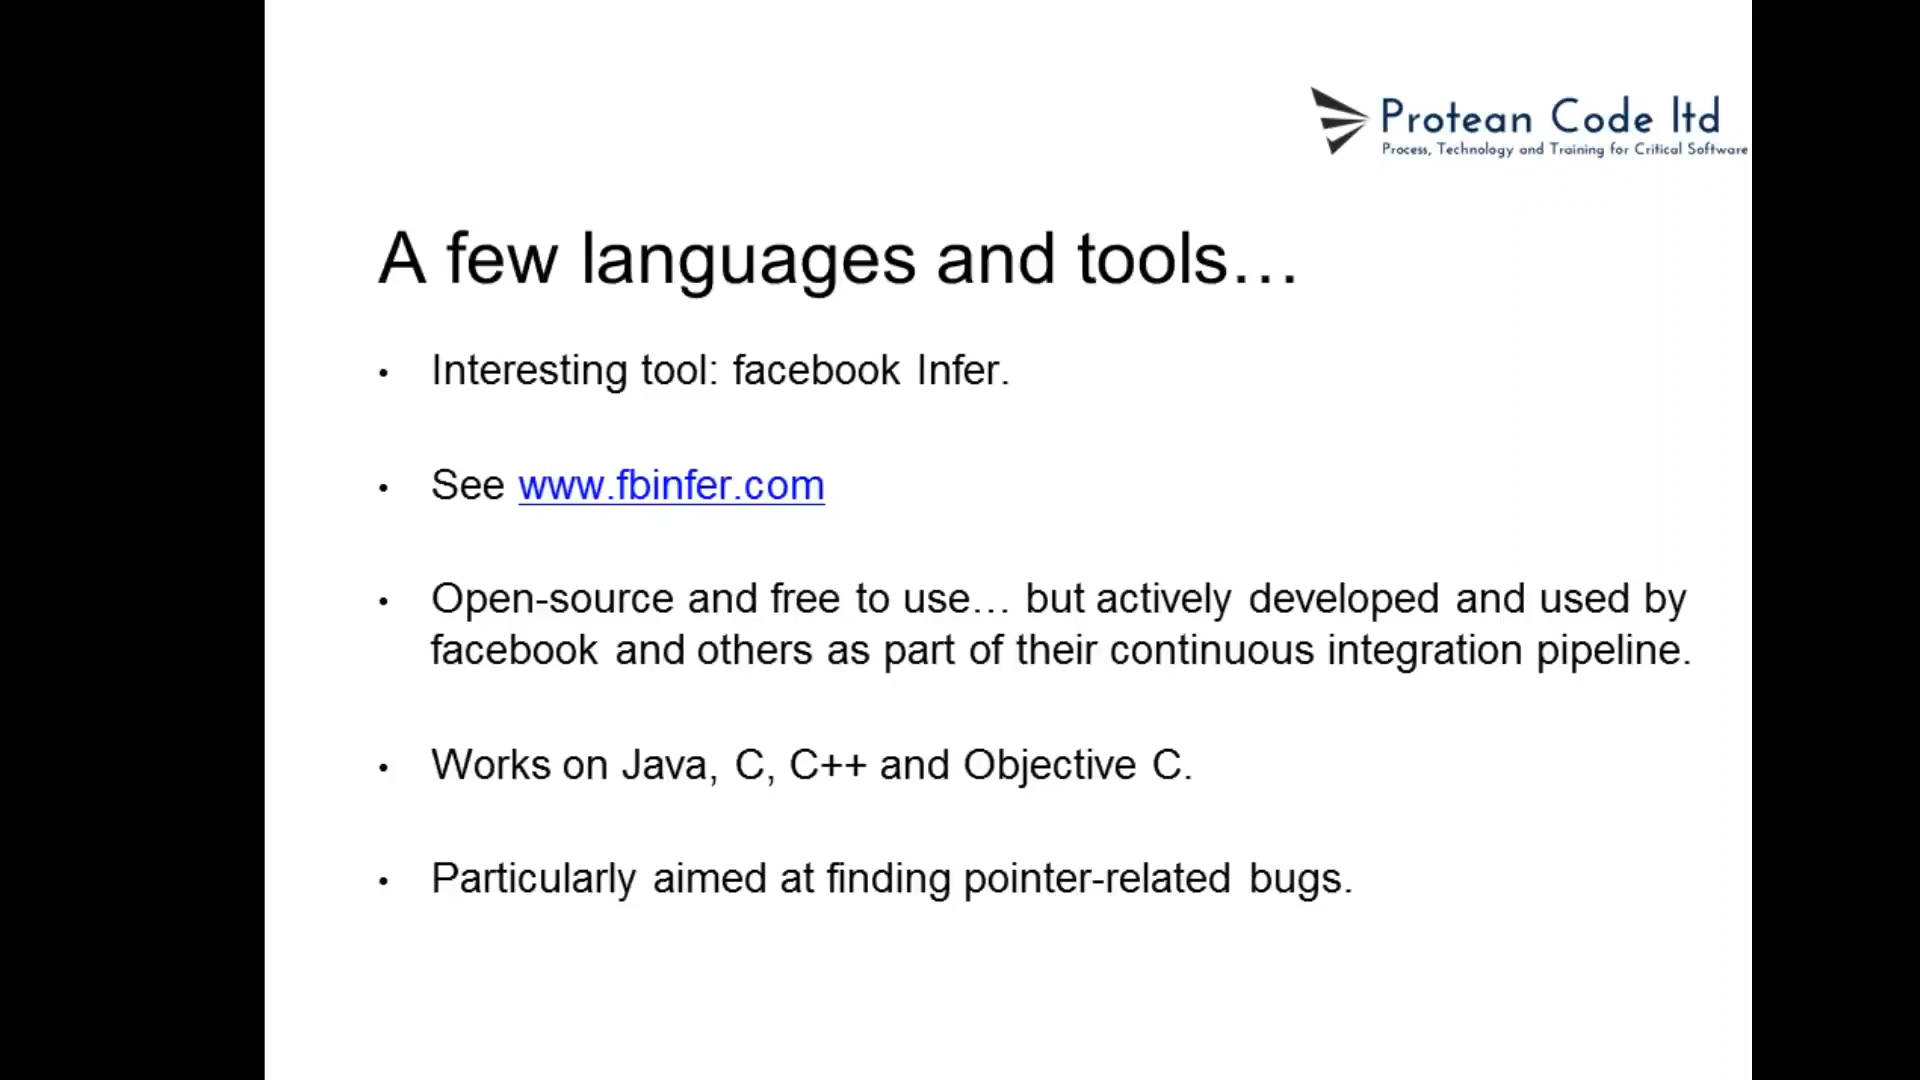 Protean Code ltd
Process, Technology and Training for Critical Software
A few languages and tools…
• Interesting tool: facebook Infer.
• See www.fbinfer.com
• Open-source and free to use… but actively developed and used by
facebook and others as part of their continuous integration pipeline.
• Works on Java, C, C++ and Objective C.
• Particularly aimed at finding pointer-related bugs.